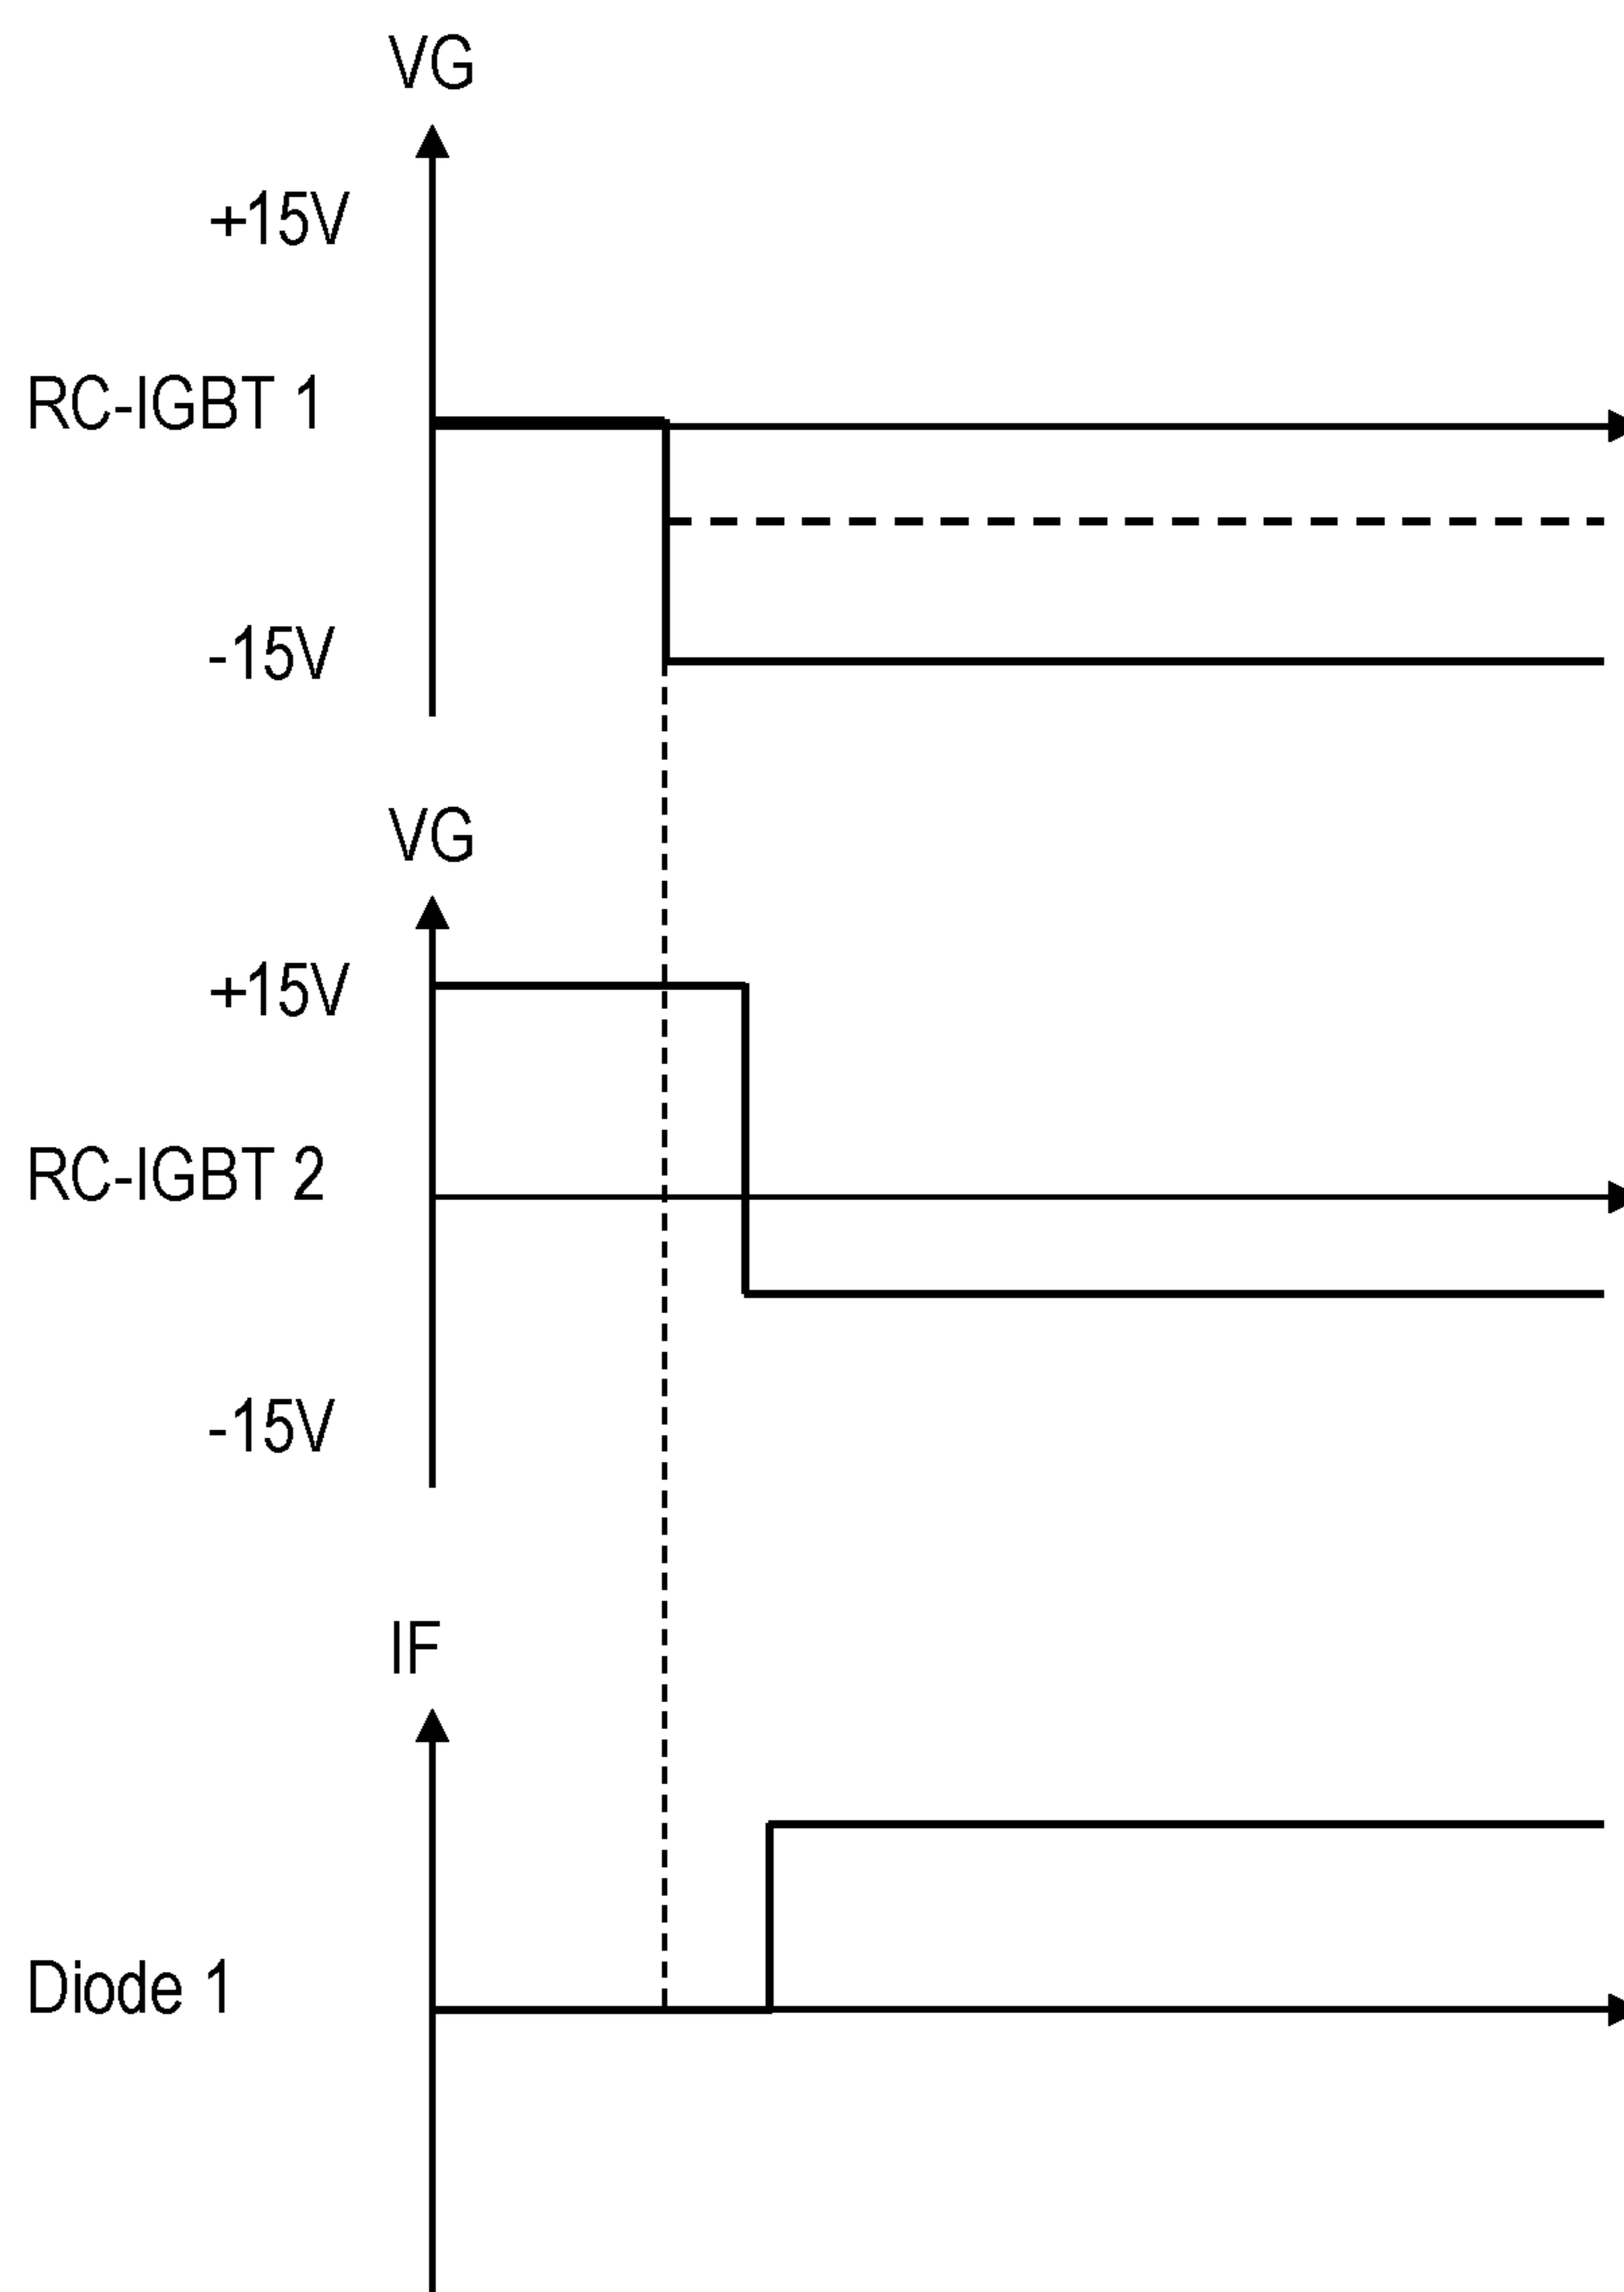 VG
+15V
RC-IGBT 1
-15V
VG
+15V
RC-IGBT 2
-15V
IF
Diode 1